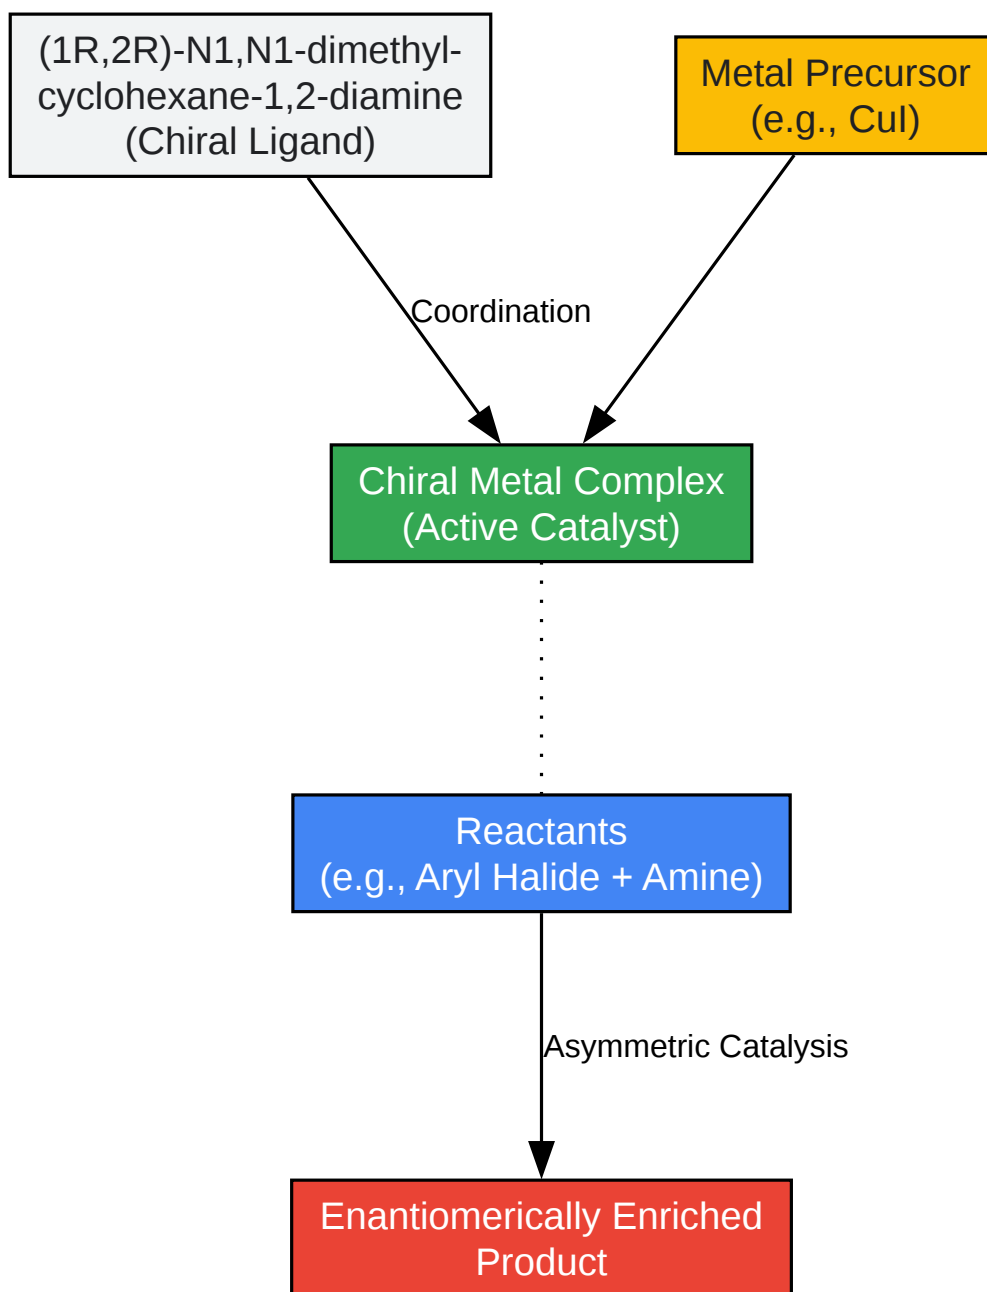 (1R,2R)-N1,N1-dimethyl-
cyclohexane-1,2-diamine
(Chiral Ligand)
Metal Precursor
(e.g., CuI)
Coordination
Chiral Metal Complex
(Active Catalyst)
Reactants
(e.g., Aryl Halide + Amine)
Asymmetric Catalysis
Enantiomerically Enriched
Product